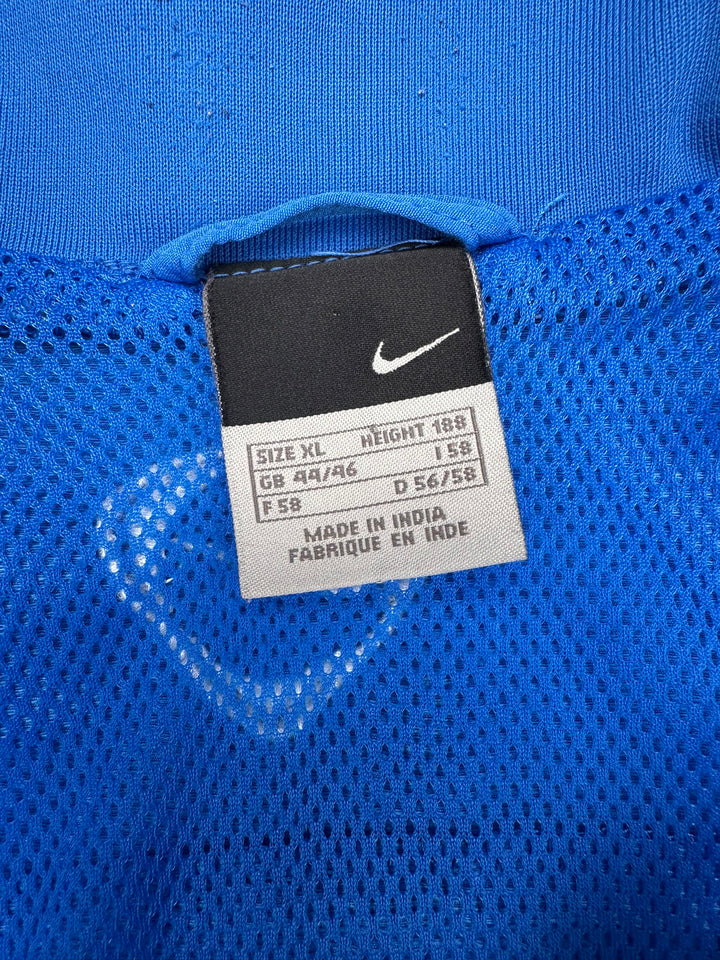 SIZE XL HEIGHT 188
GB 44/46 I 58
F 58 D 56/58
MADE IN INDIA
FABRIQUE EN INDE